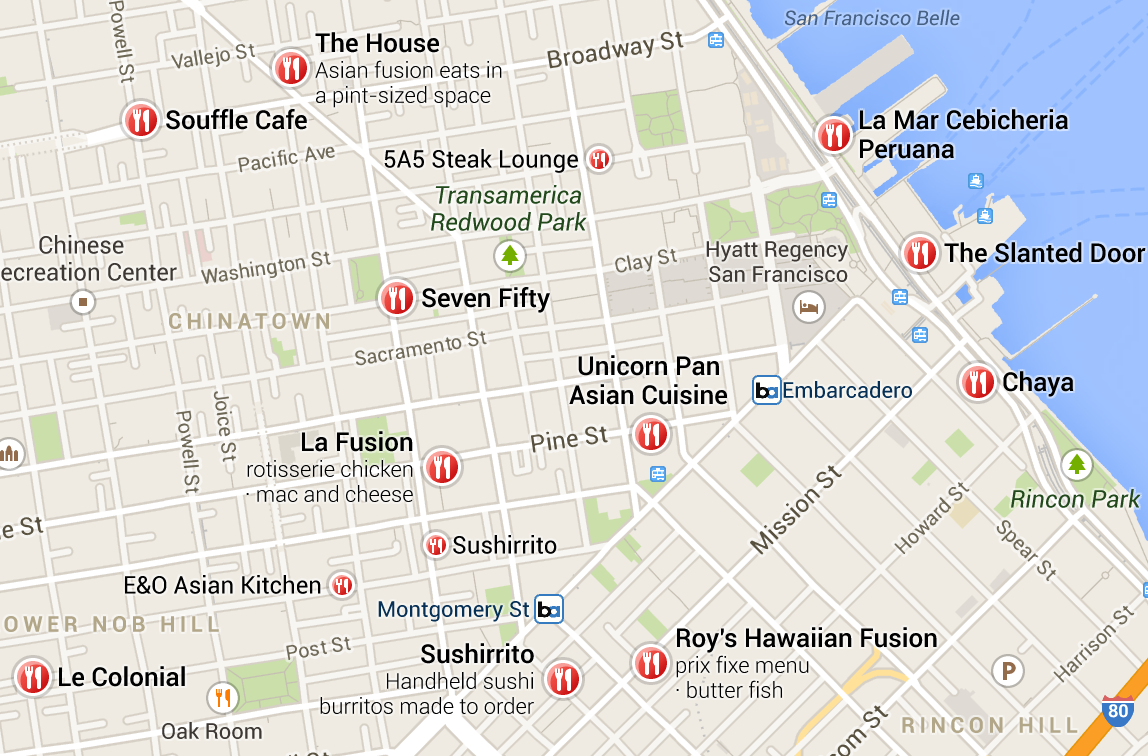 San Francisco Belle
Powell St
Vallejo St
The House
Asian fusion eats in
a pint-sized space
Broadway St
Souffle Cafe
La Mar Cebicheria
Peruana
Pacific Ave
5A5 Steak Lounge
Transamerica
Redwood Park
Chinese
ecreation Center
Washington St
Clay St
Hyatt Regency
San Francisco
The Slanted Door
Seven Fifty
CHINATOWN
Sacramento St
Unicorn Pan
Asian Cuisine
ba Embarcadero
Chaya
Powell St
Joice St
La Fusion
rotisserie chicken
· mac and cheese
Pine St
Mission St
Howard St
Spear St
Rincon Park
e St
Sushirrito
E&O Asian Kitchen
Montgomery St ba
OWER NOB HILL
Post St
Harrison St
Le Colonial
Sushirrito
Handheld sushi
burritos made to order
Roy's Hawaiian Fusion
prix fixe menu
· butter fish
P
Oak Room
om St
RINCON HILL
80